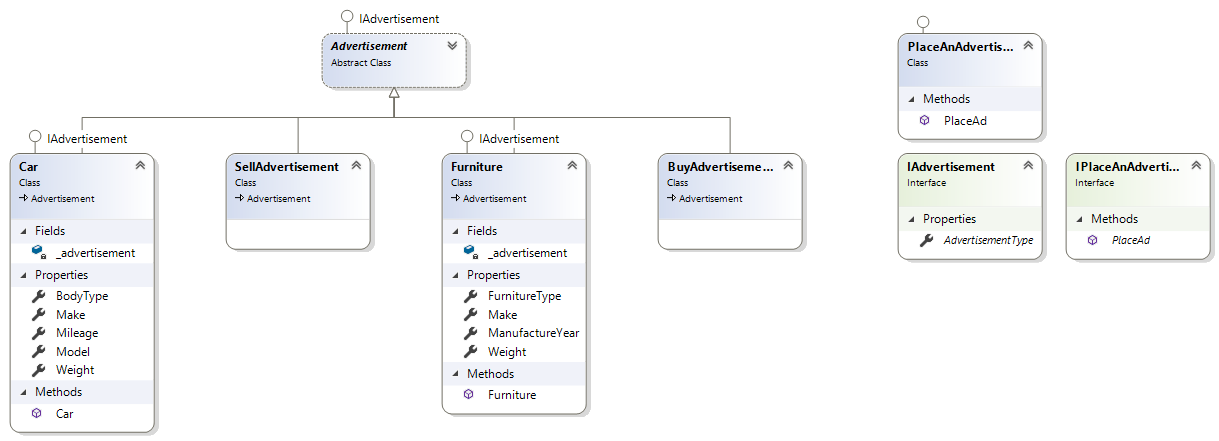 IAdvertisement
Advertisement
Abstract Class
IAdvertisement
Car
Class
Advertisement
Fields
_advertisement
Properties
BodyType
Make
Mileage
Model
Weight
Methods
Car
SellAdvertisement
Class
Advertisement
IAdvertisement
Furniture
Class
Advertisement
Fields
_advertisement
Properties
FurnitureType
Make
ManufactureYear
Weight
Methods
Furniture
BuyAdvertiseme...
Class
Advertisement
PlaceAnAdvertis...
Class
Methods
PlaceAd
IAdvertisement
Interface
Properties
AdvertisementType
IPlaceAnAdverti...
Interface
Methods
PlaceAd